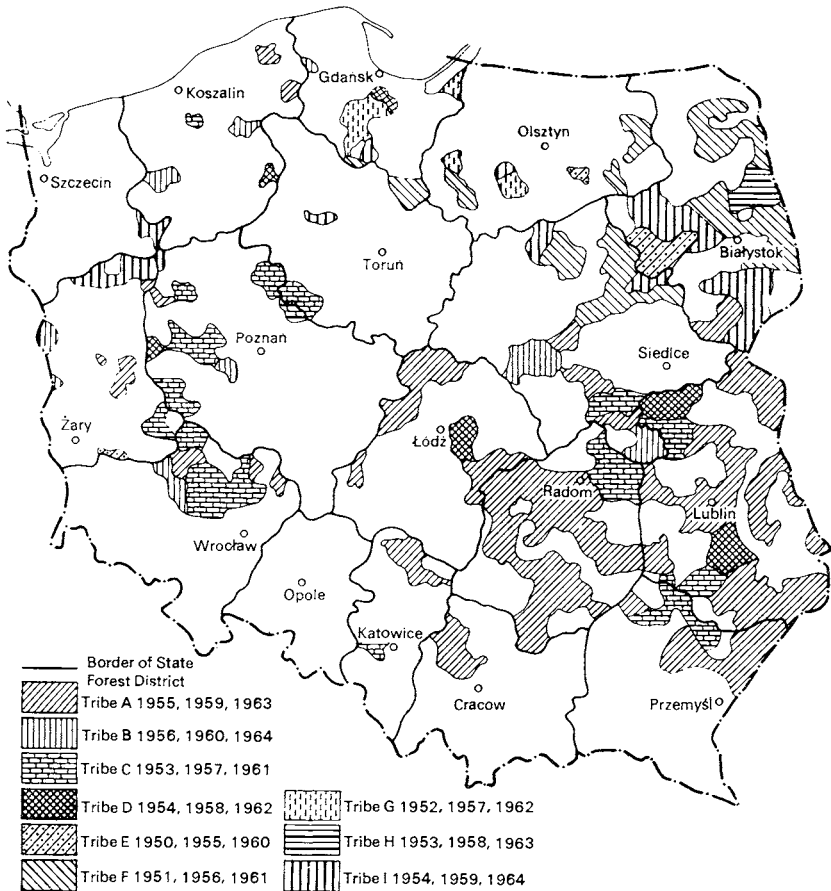 Gdańsk
Koszalin
Olsztyn
Szczecin
Białystok
Toruń
Poznań
Siedlce
Żary
Łódź
Radom
Lublin
Wrocław
Opole
Katowice
Cracow
Przemyśl
Border of State
Forest District
Tribe A 1955, 1959, 1963
Tribe B 1956, 1960, 1964
Tribe C 1953, 1957, 1961
Tribe D 1954, 1958, 1962
Tribe E 1950, 1955, 1960
Tribe F 1951, 1956, 1961
Tribe G 1952, 1957, 1962
Tribe H 1953, 1958, 1963
Tribe I 1954, 1959, 1964